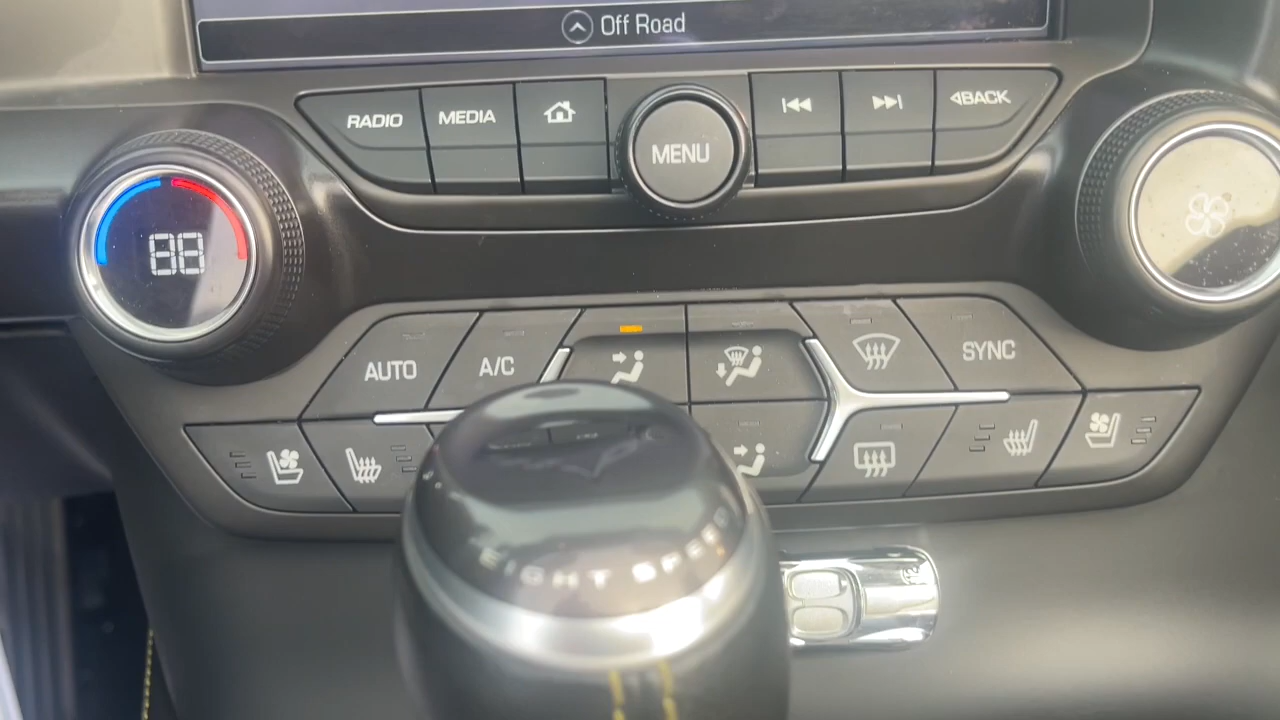 Off Road
RADIO
MEDIA
MENU
BACK
88
AUTO
A/C
SYNC
EIGHT SPEED